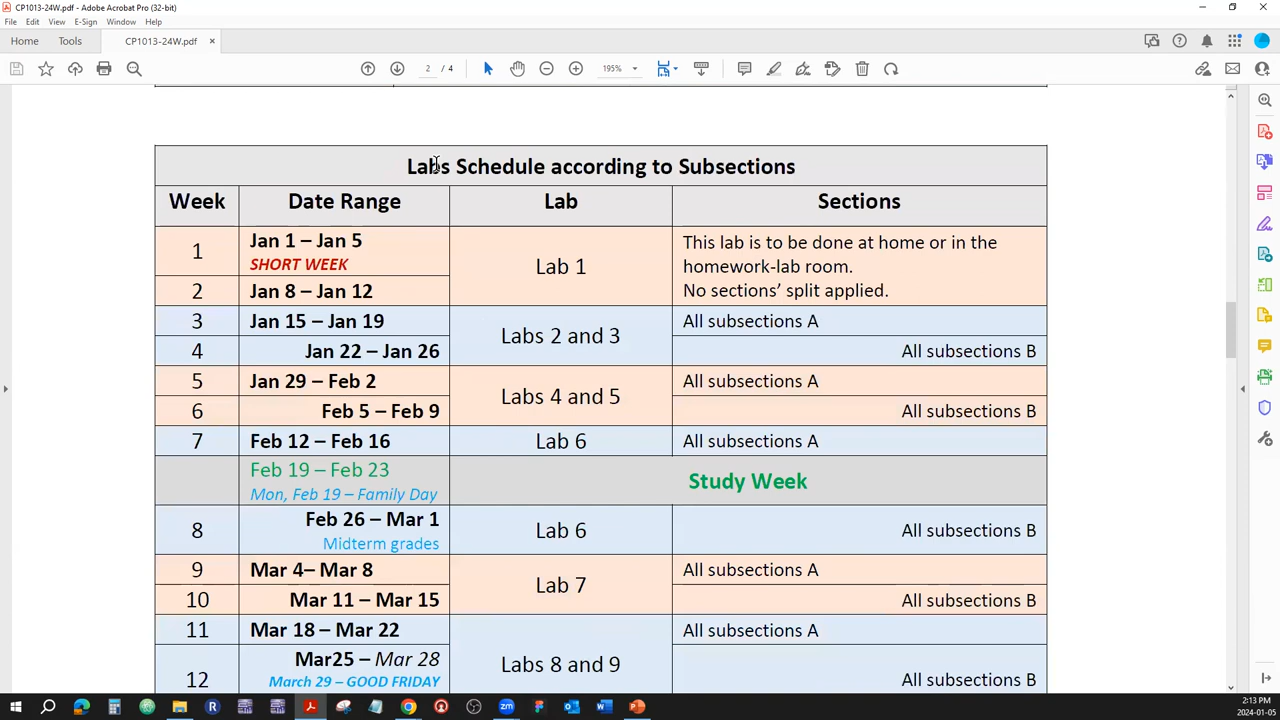 CP1013-24W.pdf - Adobe Acrobat Pro (32-bit)
File Edit View E-Sign Window Help
Home Tools CP1013-24W.pdf ×
2 / 4 195%
Labs Schedule according to Subsections
Week Date Range Lab Sections
1 Jan 1 – Jan 5
SHORT WEEK
Lab 1
This lab is to be done at home or in the
homework-lab room.
No sections' split applied.
2 Jan 8 – Jan 12
3 Jan 15 – Jan 19 Labs 2 and 3 All subsections A
4 Jan 22 – Jan 26 All subsections B
5 Jan 29 – Feb 2 Labs 4 and 5 All subsections A
6 Feb 5 – Feb 9 All subsections B
7 Feb 12 – Feb 16 Lab 6 All subsections A
Feb 19 – Feb 23
Mon, Feb 19 – Family Day
Study Week
8 Feb 26 – Mar 1 Lab 6 All subsections B
Midterm grades
9 Mar 4– Mar 8 Lab 7 All subsections A
10 Mar 11 – Mar 15 All subsections B
11 Mar 18 – Mar 22 Labs 8 and 9 All subsections A
12 Mar25 – Mar 28 All subsections B
March 29 – GOOD FRIDAY
2:13 PM
2024-01-05